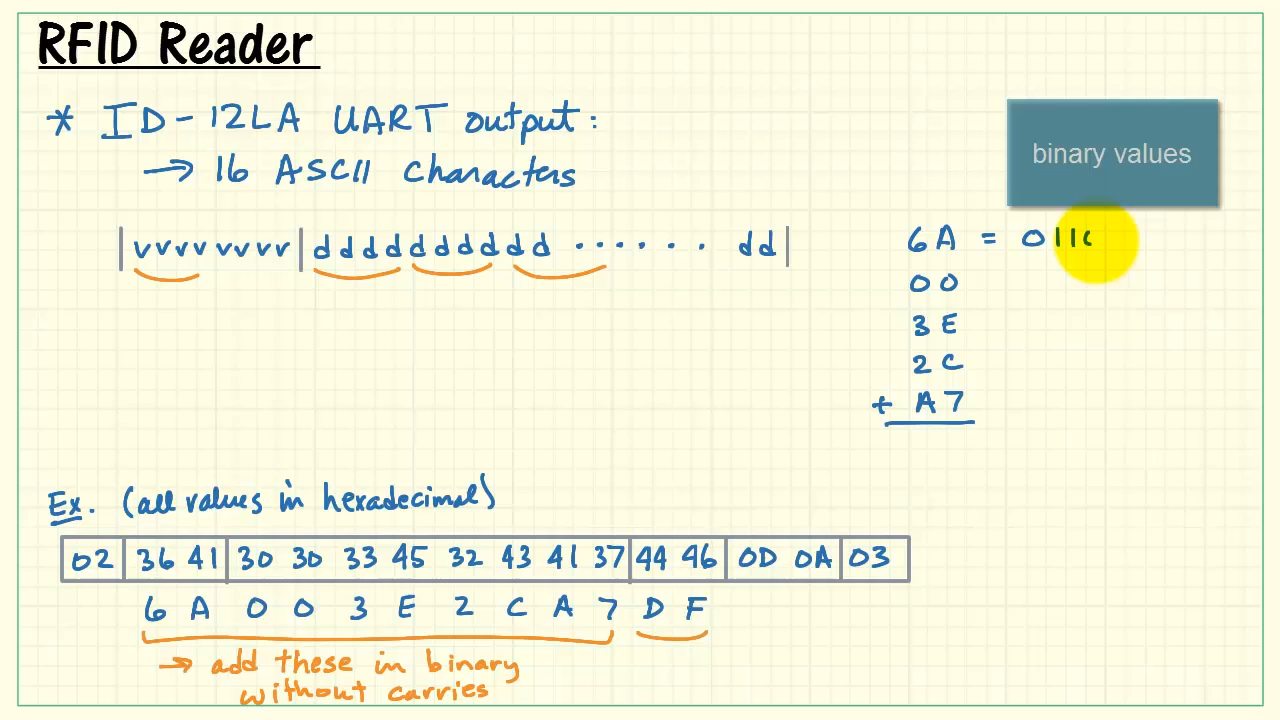 RFID Reader
* ID-12LA UART output:
→ 16 ASCII characters
binary values
|vvvvvvvv|dddddddddd ...... dd|
6A = 0110
00
3E
2C
+ A7
Ex. (all values in hexadecimal)
02 36 41 30 30 33 45 32 43 41 37 44 46 0D 0A 03
6 A 0 0 3 E 2 C A 7 D F
→ add these in binary
without carries